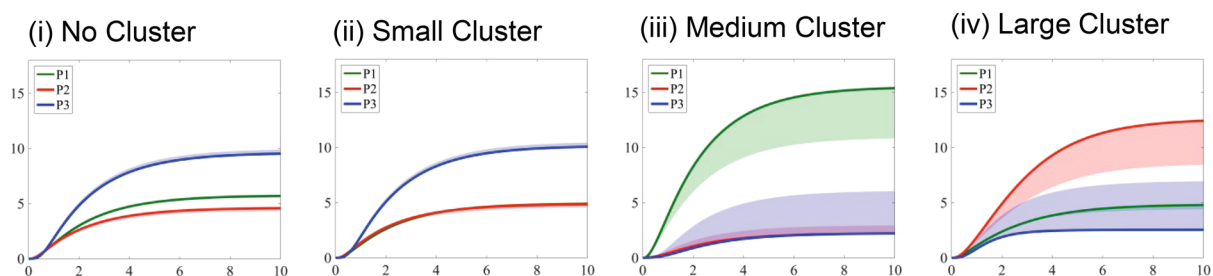 (i) No Cluster
(ii) Small Cluster
(iii) Medium Cluster
(iv) Large Cluster
P1
P2
P3
15
10
5
0
0 2 4 6 8 10
P1
P2
P3
15
10
5
0
0 2 4 6 8 10
P1
P2
P3
15
10
5
0
0 2 4 6 8 10
P1
P2
P3
15
10
5
0
0 2 4 6 8 10